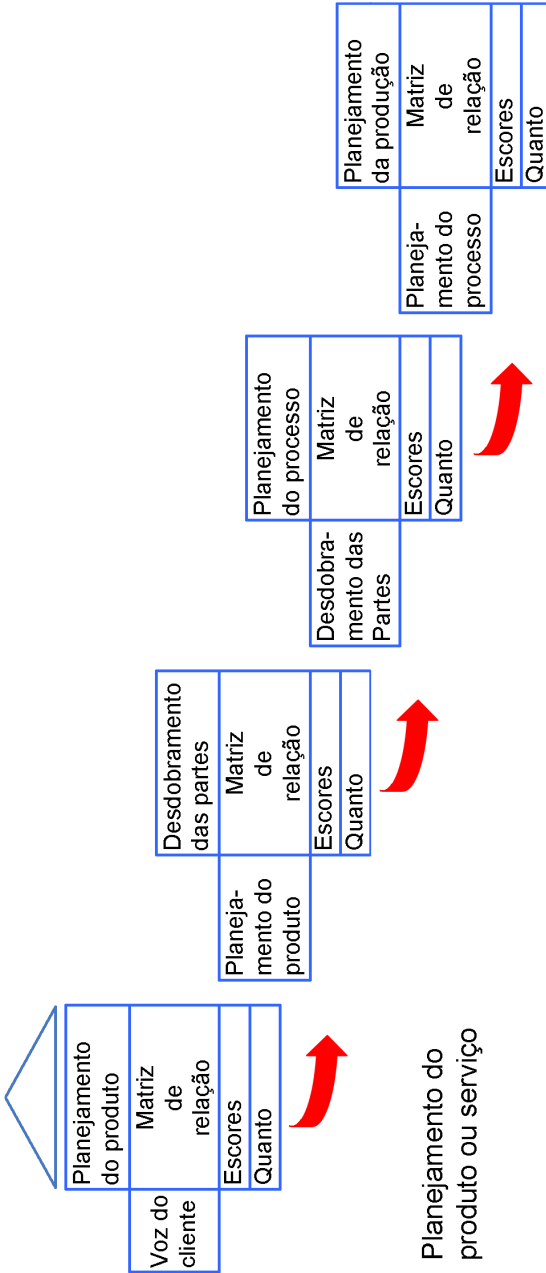 Planejamento
do produto
Voz do
cliente
Matriz
de
relação
Escores
Quanto
Desdobramento
das partes
Planeja-
mento do
produto
Matriz
de
relação
Escores
Quanto
Planejamento
do processo
Desdobra-
mento das
Partes
Matriz
de
relação
Escores
Quanto
Planejamento
da produção
Planeja-
mento do
processo
Matriz
de
relação
Escores
Quanto
Planejamento do
produto ou serviço